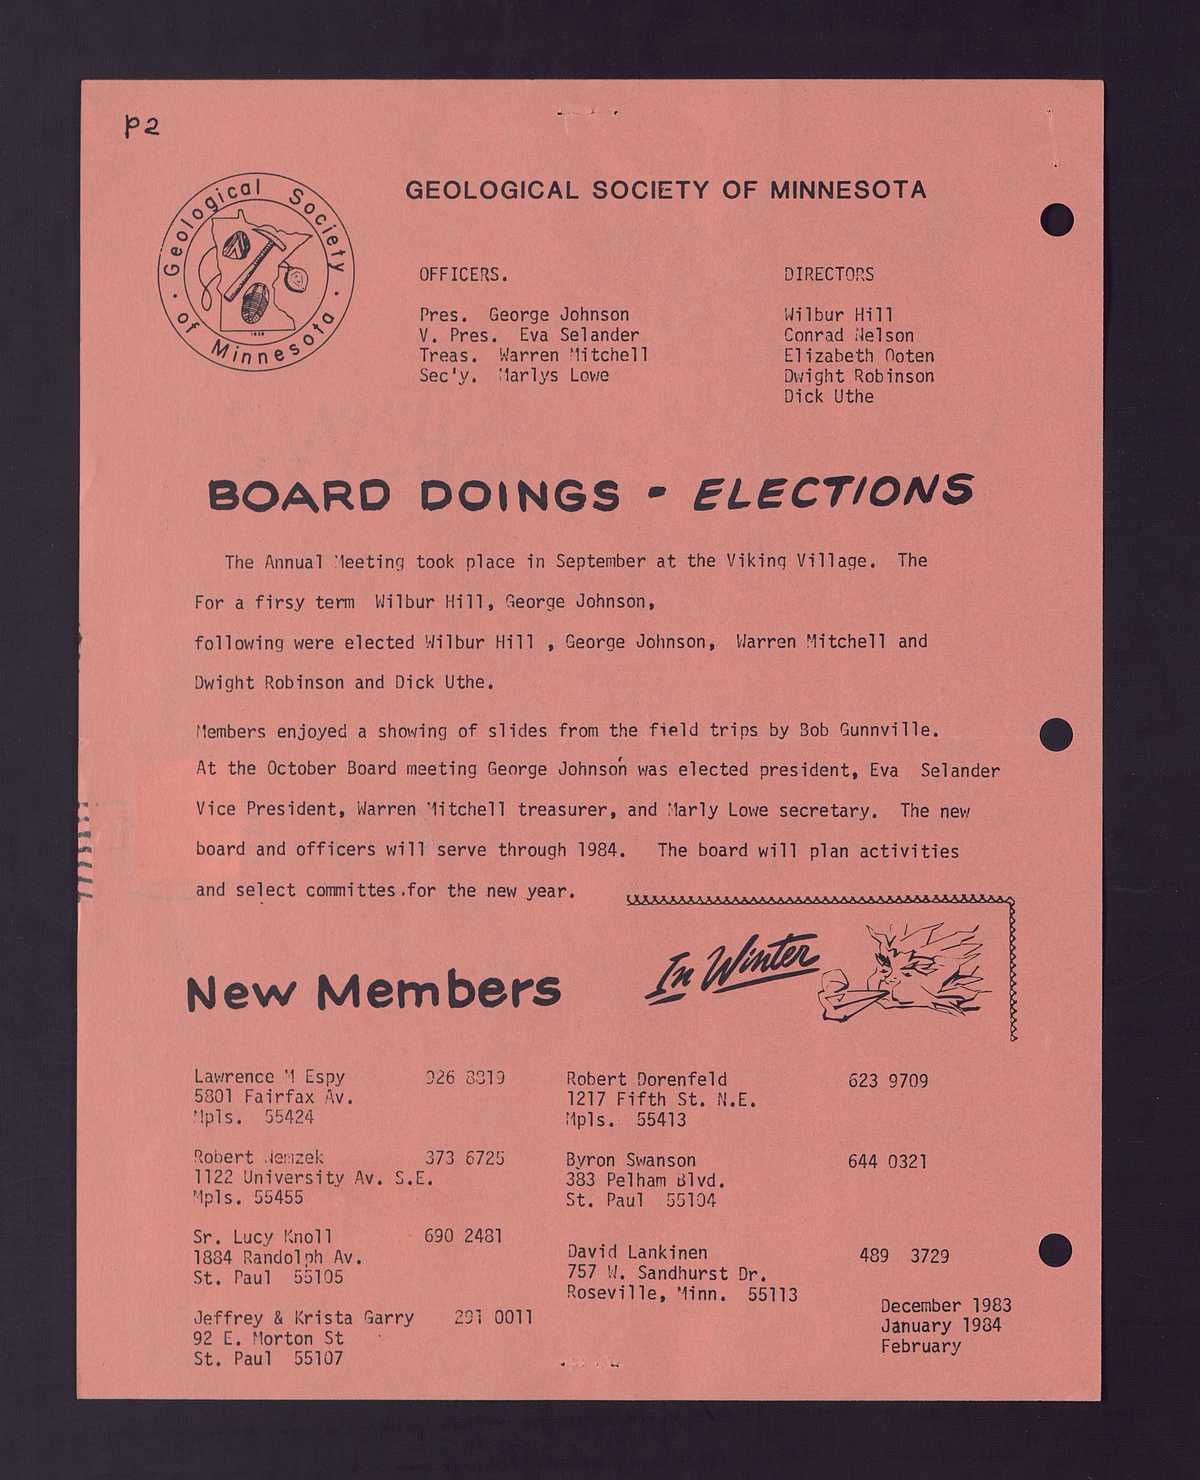 p2
Geological Society
of Minnesota
1938
GEOLOGICAL SOCIETY OF MINNESOTA
OFFICERS.
Pres. George Johnson
V. Pres. Eva Selander
Treas. Warren Mitchell
Sec'y. Marlys Lowe
DIRECTORS
Wilbur Hill
Conrad Nelson
Elizabeth Ooten
Dwight Robinson
Dick Uthe
BOARD DOINGS - ELECTIONS
The Annual Meeting took place in September at the Viking Village. The
For a firsy term Wilbur Hill, George Johnson,
following were elected Wilbur Hill , George Johnson, Warren Mitchell and
Dwight Robinson and Dick Uthe.
Members enjoyed a showing of slides from the field trips by Bob Gunnville.
At the October Board meeting George Johnson was elected president, Eva Selander
Vice President, Warren Mitchell treasurer, and Marly Lowe secretary. The new
board and officers will serve through 1984. The board will plan activities
and select committes.for the new year.
In Winter
New Members
Lawrence M Espy 926 8819
5801 Fairfax Av.
Mpls. 55424
Robert Nemzek 373 6725
1122 University Av. S.E.
Mpls. 55455
Sr. Lucy Knoll 690 2481
1884 Randolph Av.
St. Paul 55105
Jeffrey & Krista Garry 291 0011
92 E. Morton St
St. Paul 55107
Robert Dorenfeld 623 9709
1217 Fifth St. N.E.
Mpls. 55413
Byron Swanson 644 0321
383 Pelham Blvd.
St. Paul 55104
David Lankinen 489 3729
757 W. Sandhurst Dr.
Roseville, Minn. 55113
December 1983
January 1984
February